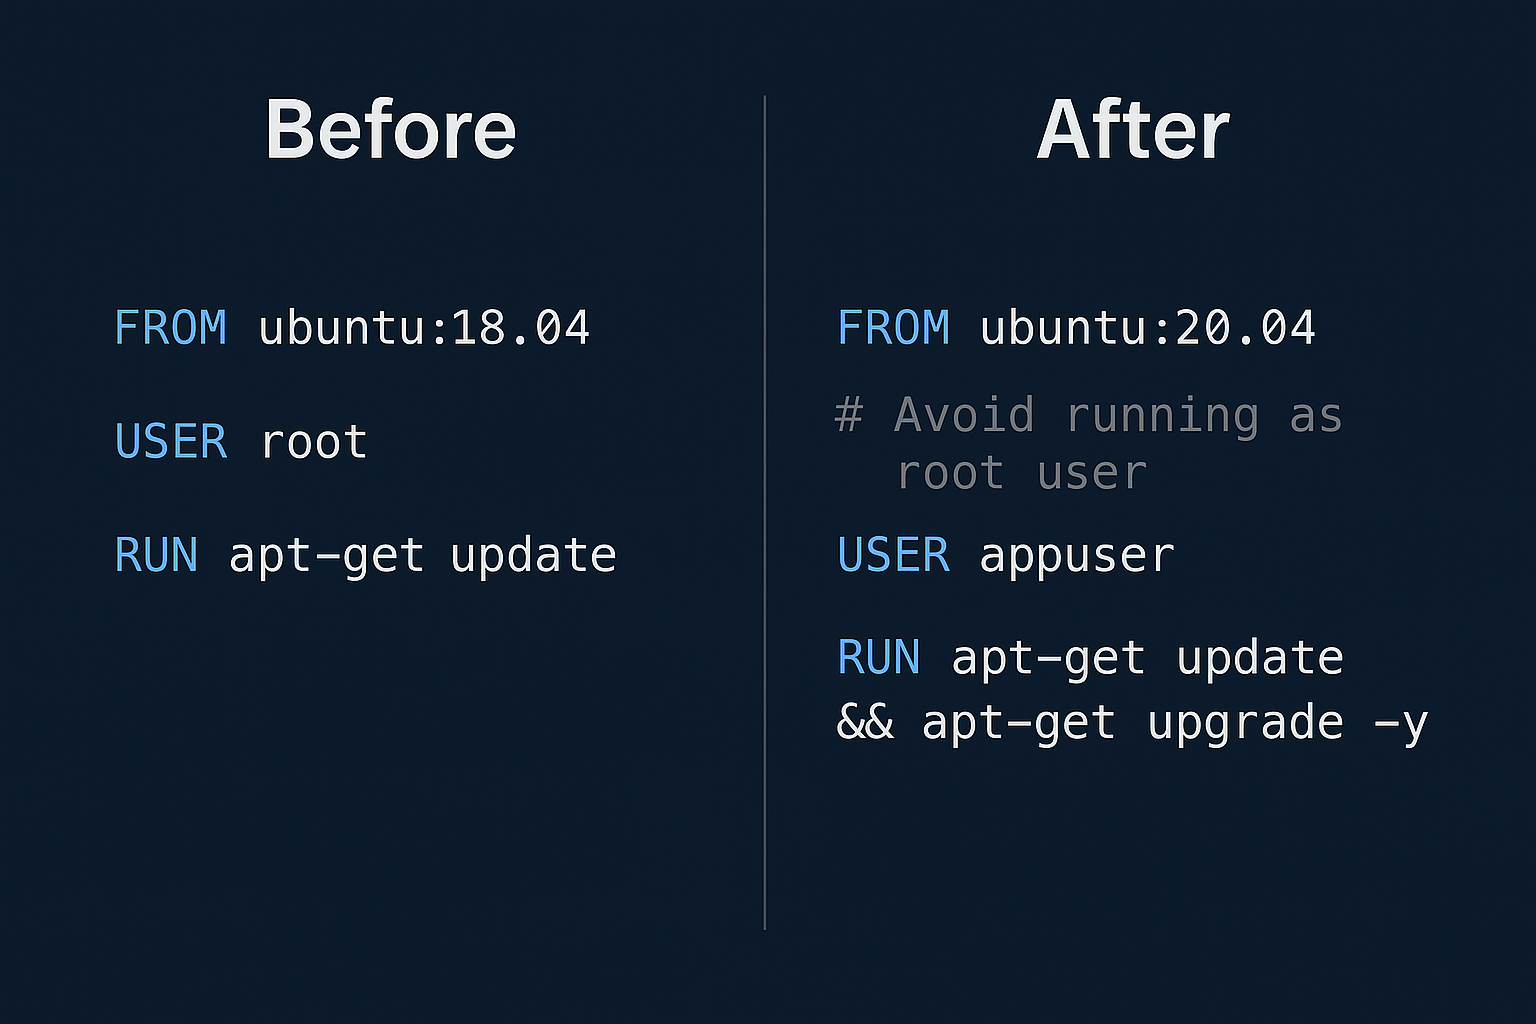 Before
FROM ubuntu:18.04
USER root
RUN apt-get update
After
FROM ubuntu:20.04
# Avoid running as
root user
USER appuser
RUN apt-get update
&& apt-get upgrade -y